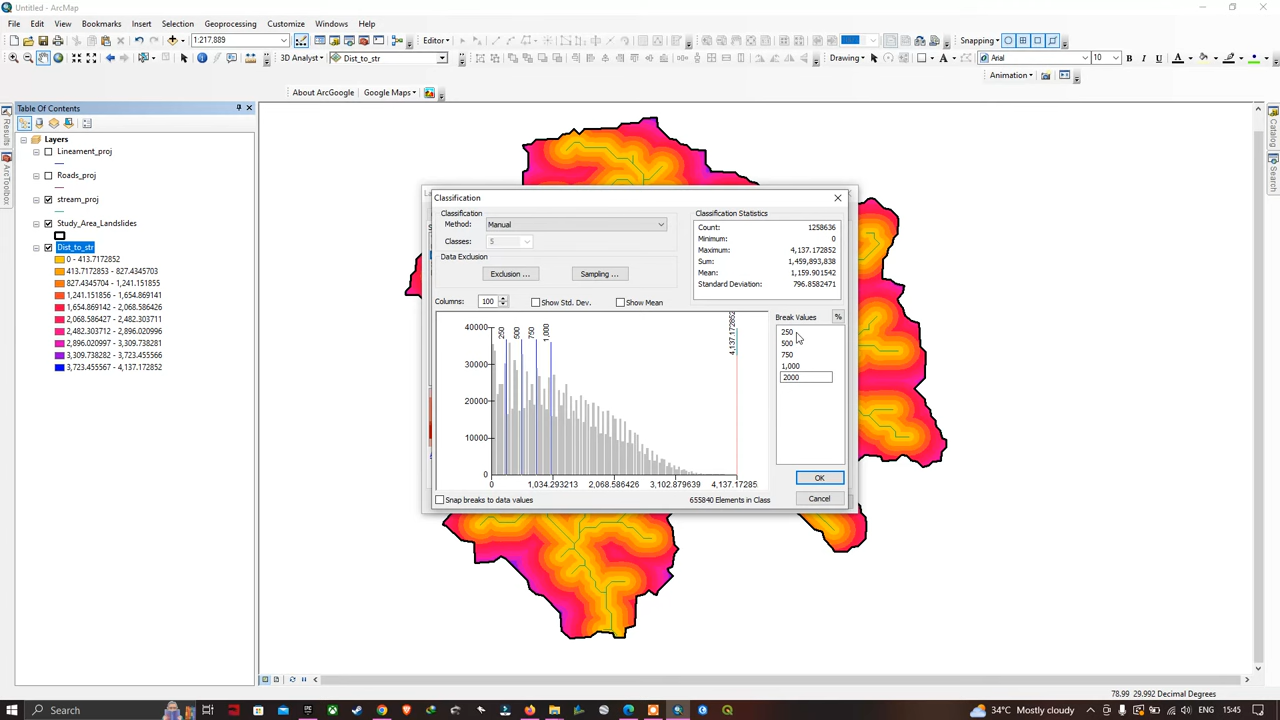 Untitled - ArcMap
File Edit View Bookmarks Insert Selection Geoprocessing Customize Windows Help
1:217.889 Editor Snapping
3D Analyst Dist_to_str Drawing Arial 10 B I U A
Animation
About ArcGoogle Google Maps
Table Of Contents
Layers
Lineament_proj
Roads_proj
stream_proj
Study_Area_Landslides
Dist_to_str
0 - 413.7172852
413.7172853 - 827.4345703
827.4345704 - 1,241.151855
1,241.151856 - 1,654.869141
1,654.869142 - 2,068.586426
2,068.586427 - 2,482.303711
2,482.303712 - 2,896.020996
2,896.020997 - 3,309.738281
3,309.738282 - 3,723.455566
3,723.455567 - 4,137.172852
Results
ArcToolbox
Catalog
Search
Classification
Classification
Method: Manual
Classes: 5
Data Exclusion
Exclusion ... Sampling ...
Classification Statistics
Count: 1258636
Minimum: 0
Maximum: 4,137.172852
Sum: 1,459,893,838
Mean: 1,159.901542
Standard Deviation: 796.8582471
Columns: 100 Show Std. Dev. Show Mean
Break Values %
250
500
750
1,000
2000
40000
30000
20000
10000
0
250 500 750 1,000 4,137.172852
0 1,034.293213 2,068.586426 3,102.879639 4,137.17285
OK
Cancel
Snap breaks to data values 655840 Elements in Class
78.99 29.992 Decimal Degrees
Search
34°C Mostly cloudy ENG 15:45